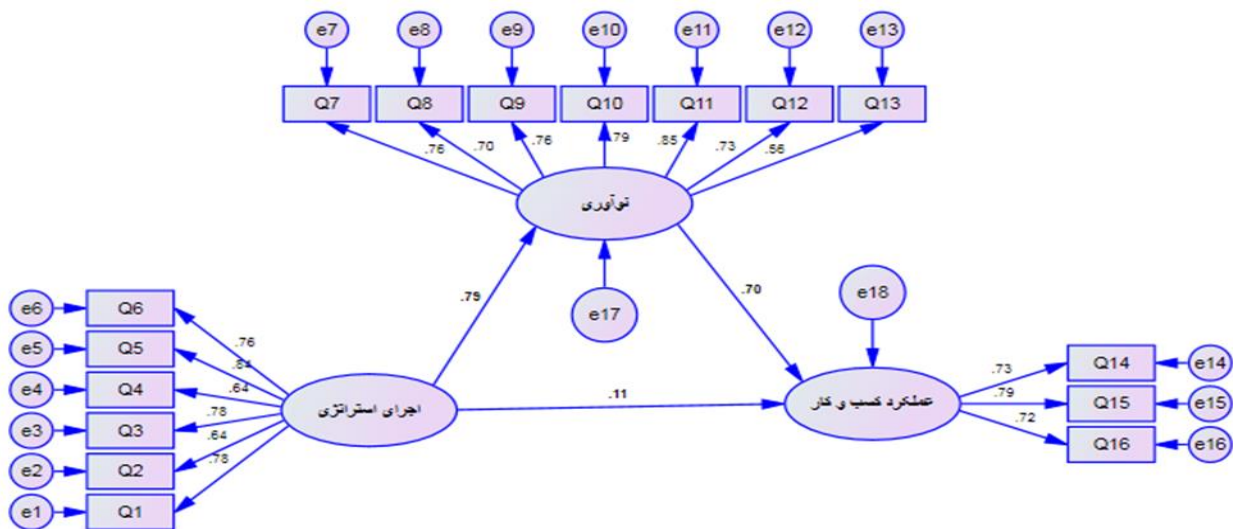 e7 e8 e9 e10 e11 e12 e13
Q7 Q8 Q9 Q10 Q11 Q12 Q13
.76 .70 .76 .79 .85 .73 .56
نوآوری
.79
e17
.70
e18
e6 Q6 .76
e5 Q5 .84
e4 Q4 .64
e3 Q3 .78
e2 Q2 .64
e1 Q1 .78
اجرای استراتژی
.11
عملکرد کسب و کار
.73 Q14 e14
.79 Q15 e15
.72 Q16 e16